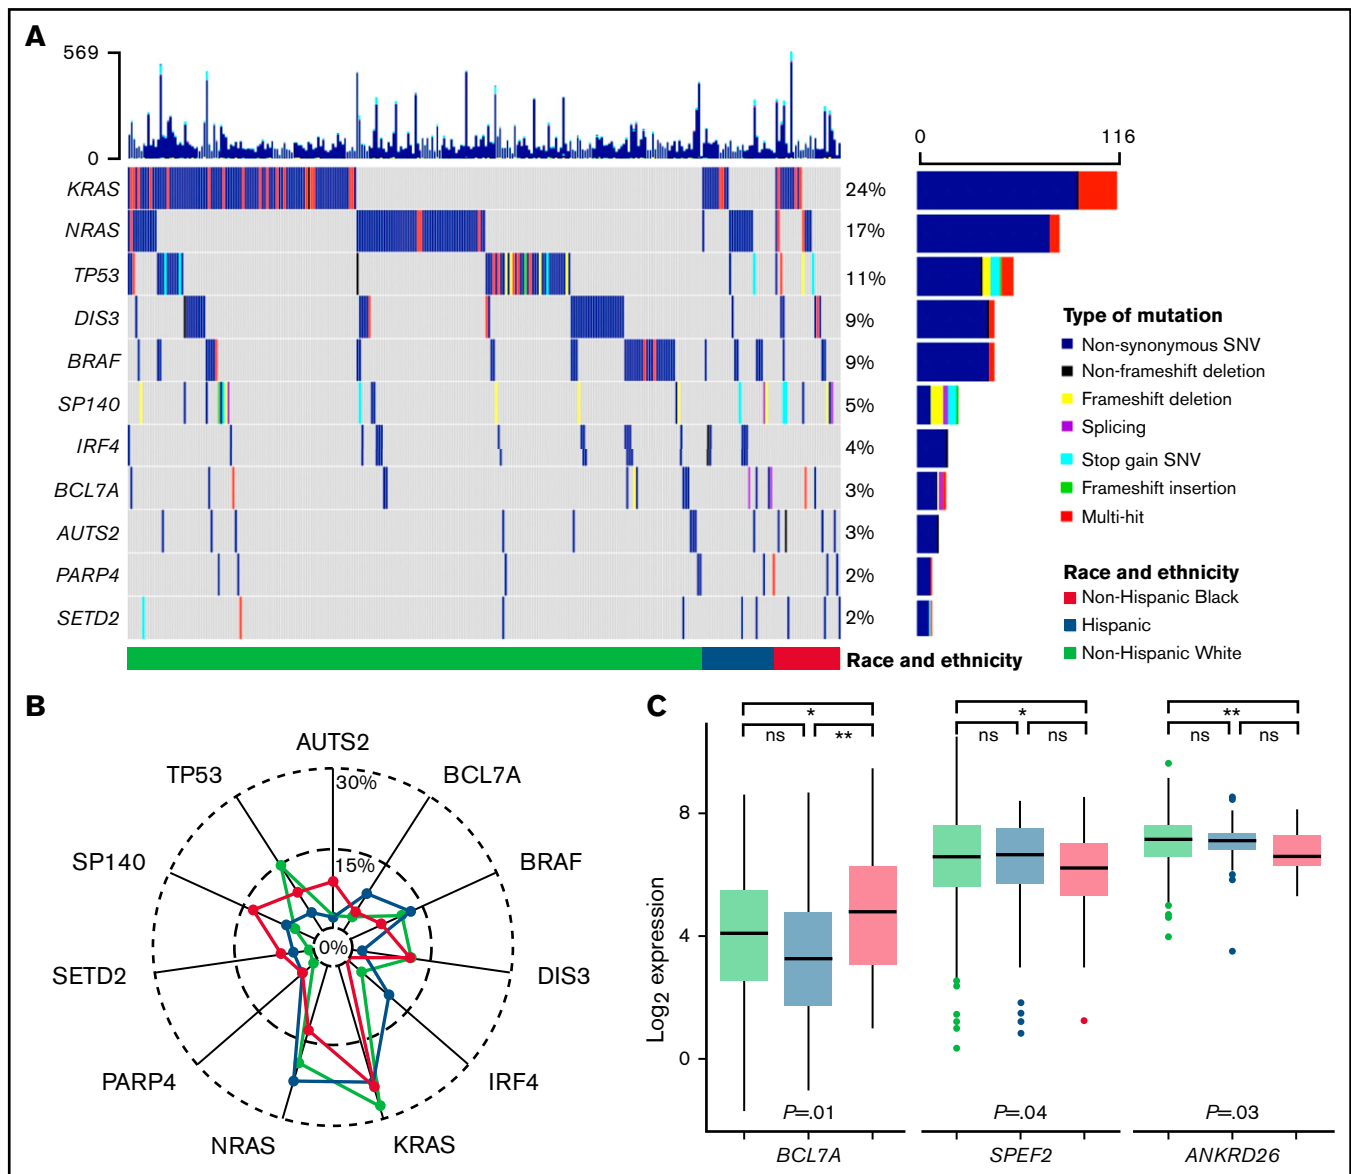 A
569
0
0 116
KRAS 24%
NRAS 17%
TP53 11%
DIS3 9%
BRAF 9%
SP140 5%
IRF4 4%
BCL7A 3%
AUTS2 3%
PARP4 2%
SETD2 2%
Race and ethnicity
Type of mutation
Non-synonymous SNV
Non-frameshift deletion
Frameshift deletion
Splicing
Stop gain SNV
Frameshift insertion
Multi-hit
Race and ethnicity
Non-Hispanic Black
Hispanic
Non-Hispanic White
B
AUTS2
BCL7A
BRAF
DIS3
IRF4
KRAS
NRAS
PARP4
SETD2
SP140
TP53
30%
15%
0%
C
Log2 expression
8
4
0
*
ns **
P=.01
BCL7A
*
ns ns
P=.04
SPEF2
**
ns ns
P=.03
ANKRD26